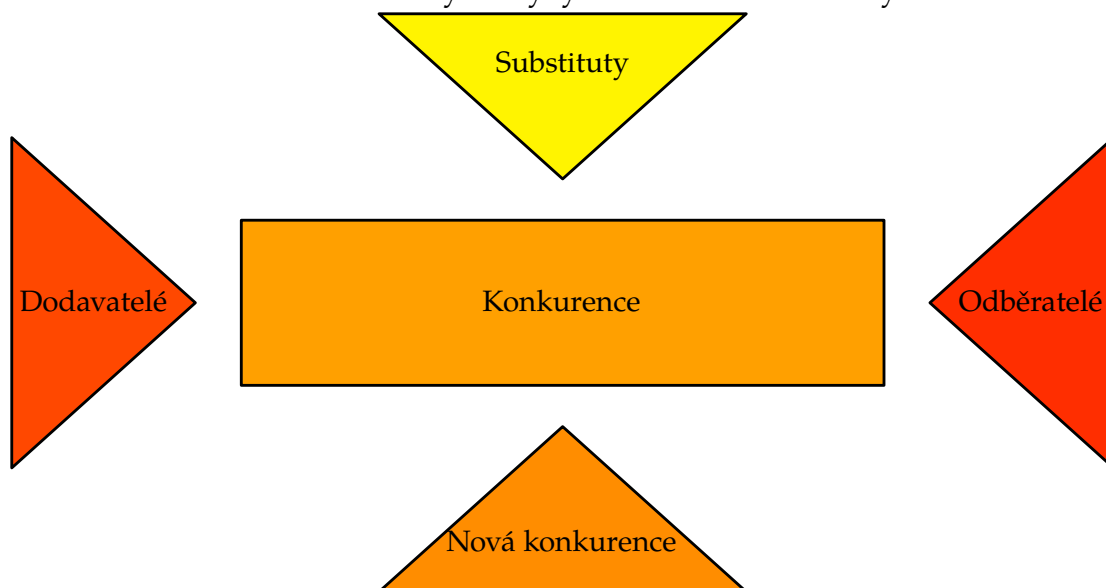 Substituty
Dodavatelé
Konkurence
Odběratelé
Nová konkurence